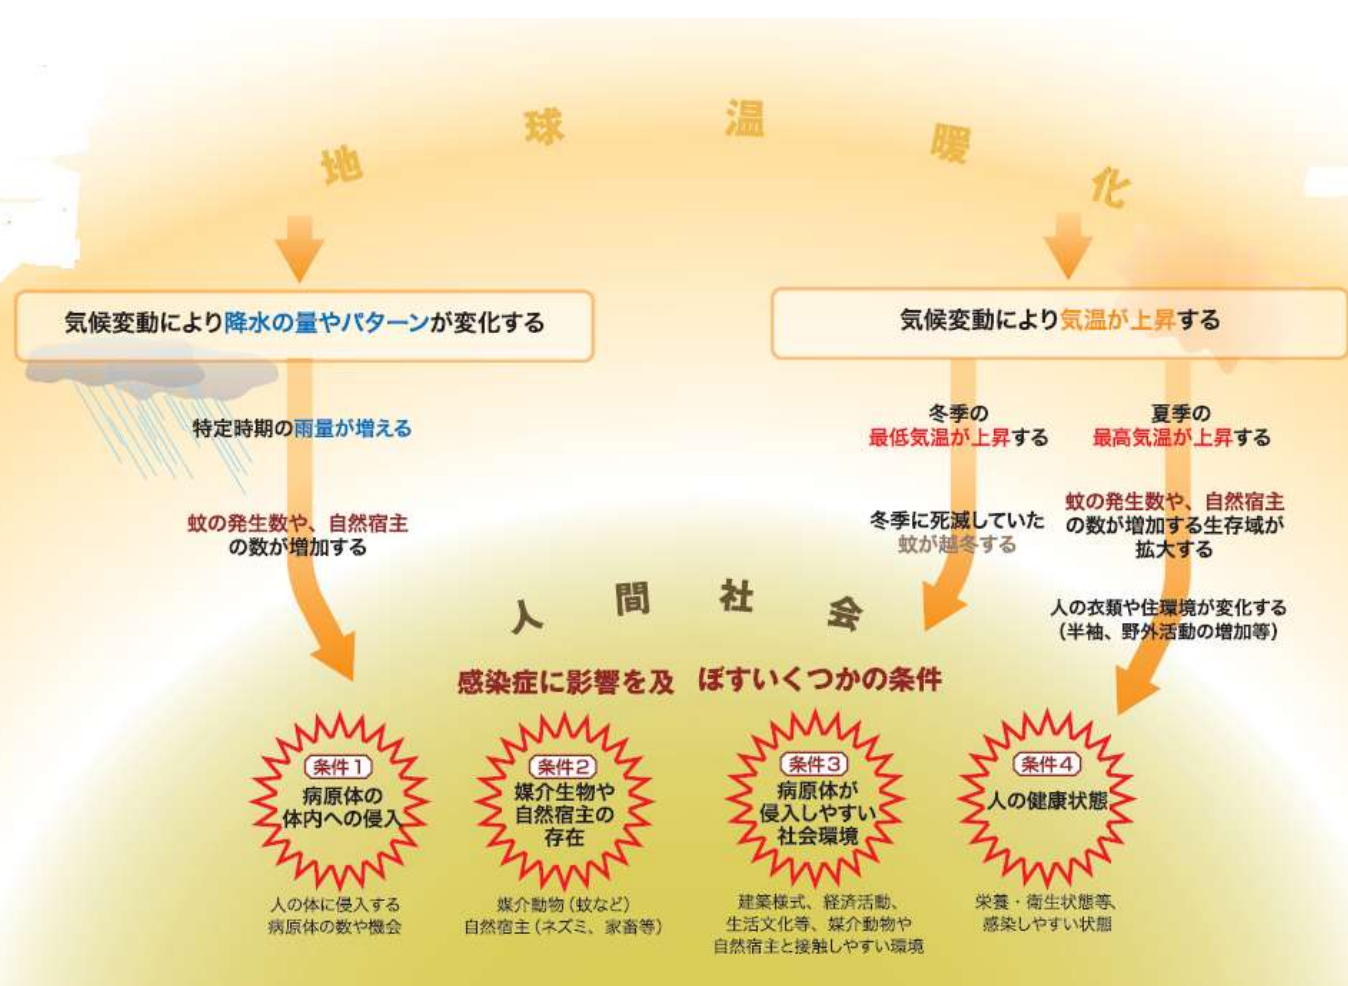 地球温暖化
気候変動により降水の量やパターンが変化する
気候変動により気温が上昇する
特定時期の雨量が増える
蚊の発生数や、自然宿主
の数が増加する
冬季の
最低気温が上昇する
冬季に死滅していた
蚊が越冬する
夏季の
最高気温が上昇する
蚊の発生数や、自然宿主
の数が増加する生存域が
拡大する
人の衣類や住環境が変化する
(半袖、野外活動の増加等)
人間社会
感染症に影響を及 ぼすいくつかの条件
条件1
病原体の
体内への侵入
人の体に侵入する
病原体の数や機会
条件2
媒介生物や
自然宿主の
存在
媒介動物(蚊など)
自然宿主(ネズミ、家畜等)
条件3
病原体が
侵入しやすい
社会環境
建築様式、経済活動、
生活文化等、媒介動物や
自然宿主と接触しやすい環境
条件4
人の健康状態
栄養・衛生状態等、
感染しやすい状態